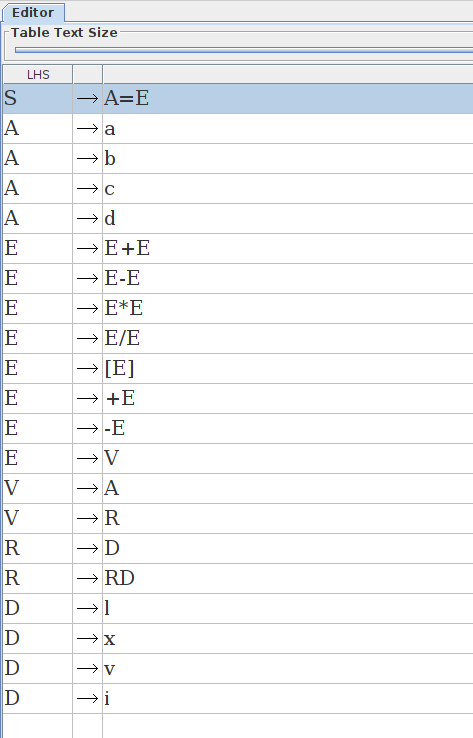 Editor
Table Text Size
LHS
S → A=E
A → a
A → b
A → c
A → d
E → E+E
E → E-E
E → E*E
E → E/E
E → [E]
E → +E
E → -E
E → V
V → A
V → R
R → D
R → RD
D → l
D → x
D → v
D → i